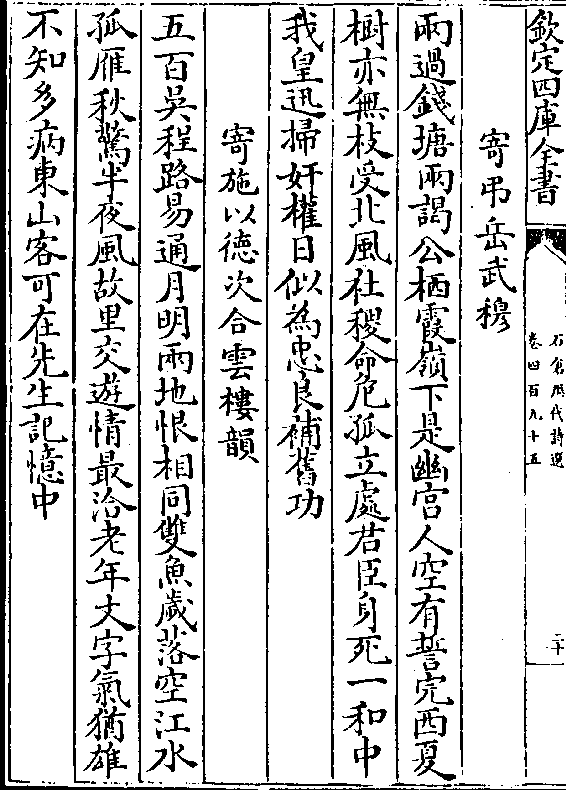 欽定四庫全書
石倉歷代詩選
卷四百九十五
二十
寄弔岳武穆
兩過錢塘兩謁公栖霞嶺下是幽宮人空有誓完西夏
樹亦無枝受北風社稷命危孤立處君臣身死一和中
我皇迅掃奸權日似為忠良補舊功
寄施以德次合雲樓韻
五百吳程路易通月明兩地恨相同雙魚歲落空江水
孤雁秋驚半夜風故里交遊情最洽老年文字氣猶雄
不知多病東山客可在先生記憶中